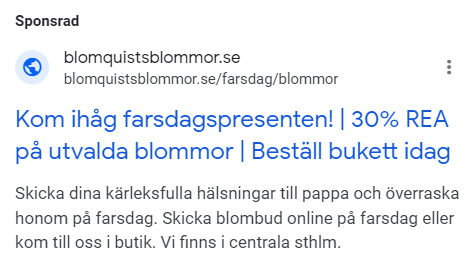 Sponsrad
blomquistsblommor.se
blomquistsblommor.se/farsdag/blommor
Kom ihåg farsdagspresenten! | 30% REA
på utvalda blommor | Beställ bukett idag
Skicka dina kärleksfulla hälsningar till pappa och överraska
honom på farsdag. Skicka blombud online på farsdag eller
kom till oss i butik. Vi finns i centrala sthlm.